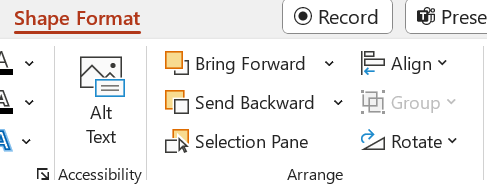 Shape Format
Record
Prese
Bring Forward
Align
Alt
Text
Send Backward
Group
Selection Pane
Rotate
Accessibility
Arrange